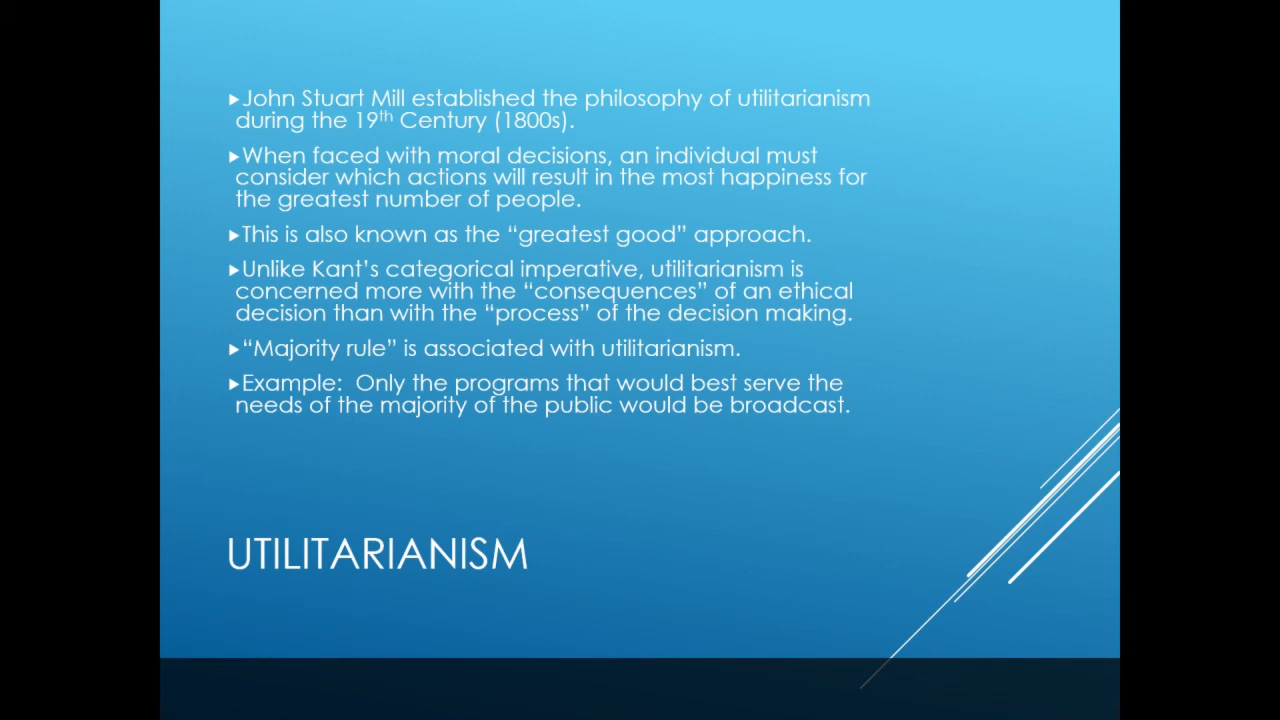 ▶John Stuart Mill established the philosophy of utilitarianism
during the 19th Century (1800s).
▶When faced with moral decisions, an individual must
consider which actions will result in the most happiness for
the greatest number of people.
▶This is also known as the “greatest good” approach.
▶Unlike Kant’s categorical imperative, utilitarianism is
concerned more with the “consequences” of an ethical
decision than with the “process” of the decision making.
▶“Majority rule” is associated with utilitarianism.
▶Example:  Only the programs that would best serve the
needs of the majority of the public would be broadcast.
UTILITARIANISM